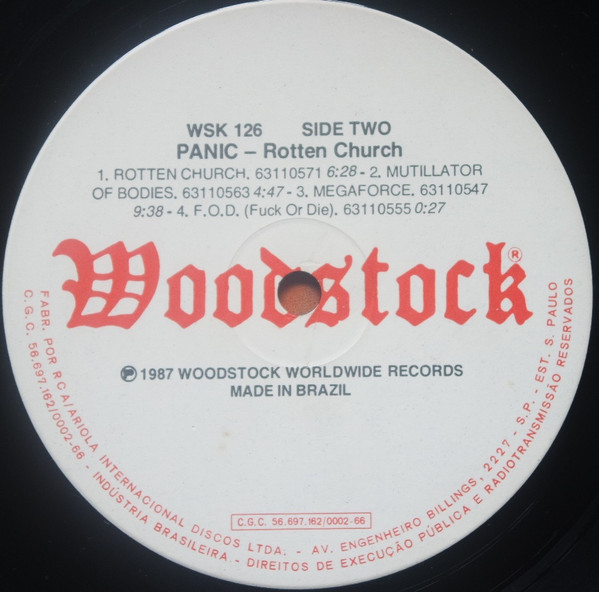 WSK 126 SIDE TWO
PANIC – Rotten Church
1. ROTTEN CHURCH. 63110571 6:28 - 2. MUTILLATOR
OF BODIES. 63110563 4:47 - 3. MEGAFORCE. 63110547
9:38 - 4. F.O.D. (Fuck Or Die). 63110555 0:27
Woodstock®
℗ 1987 WOODSTOCK WORLDWIDE RECORDS
MADE IN BRAZIL
C.G.C. 56.697.162/0002-66
FABR. POR RCA/ARIOLA INTERNACIONAL DISCOS LTDA. - AV. ENGENHEIRO BILLINGS, 2227 - S.P. - EST. S. PAULO
C.G.C. 56.697.162/0002-66 - INDÚSTRIA BRASILEIRA - DIREITOS DE EXECUÇÃO PÚBLICA E RADIOTRANSMISSÃO RESERVADOS